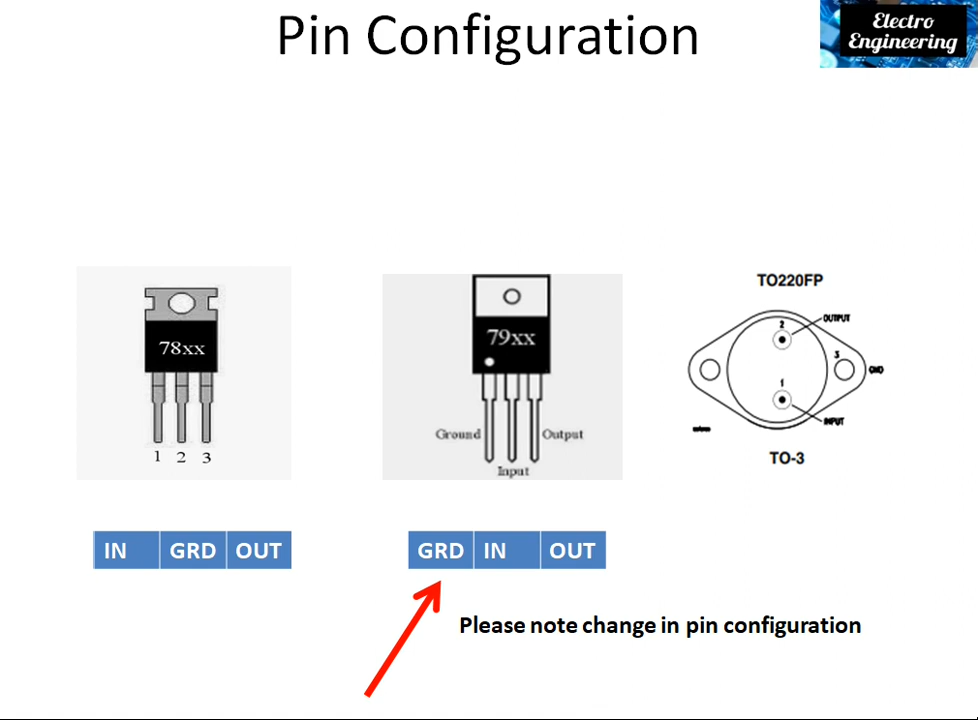 Pin Configuration
Electro
Engineering
78xx
1 2 3
79xx
Ground
Output
Input
TO220FP
2
OUTPUT
3
GND
1
INPUT
TO-3
IN GRD OUT
GRD IN OUT
Please note change in pin configuration